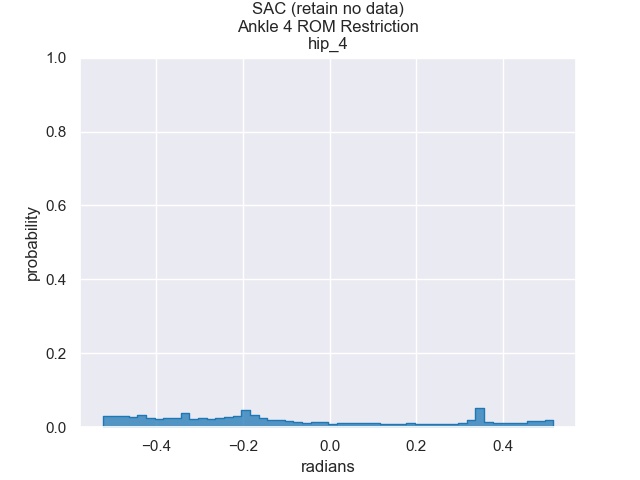 SAC (retain no data)
Ankle 4 ROM Restriction
hip_4
1.0
0.8
0.6
0.4
0.2
0.0
probability
−0.4 −0.2 0.0 0.2 0.4
radians